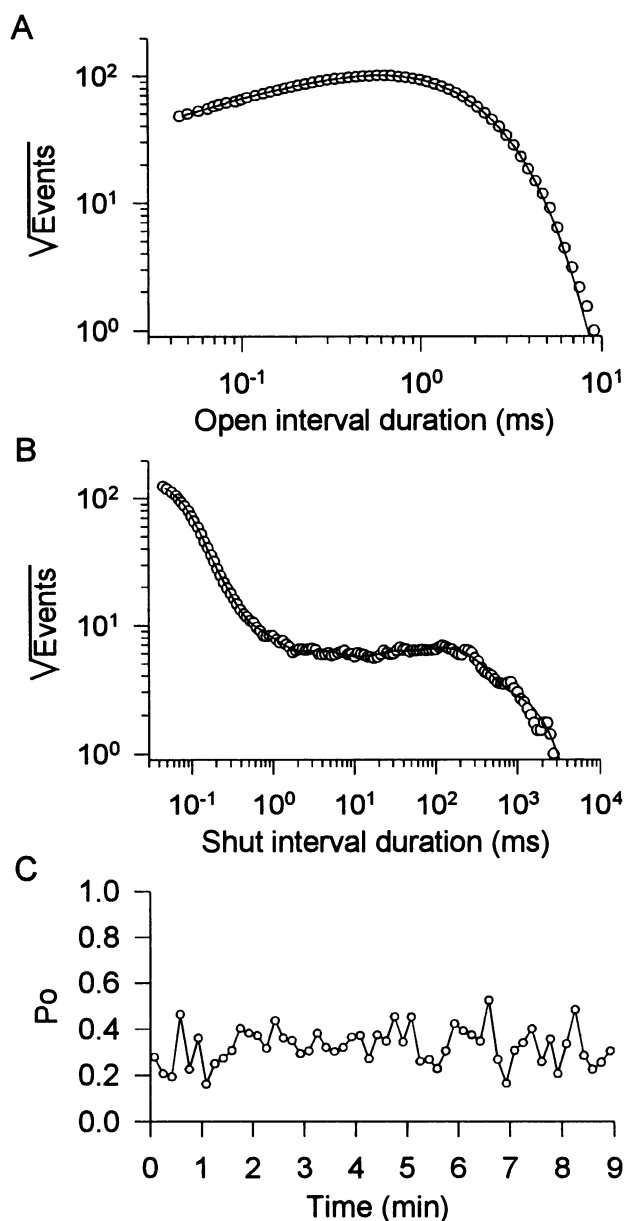 A
√Events
10²
10¹
10⁰
10⁻¹ 10⁰ 10¹
Open interval duration (ms)
B
√Events
10²
10¹
10⁰
10⁻¹ 10⁰ 10¹ 10² 10³ 10⁴
Shut interval duration (ms)
C
Po
1.0
0.8
0.6
0.4
0.2
0.0
0 1 2 3 4 5 6 7 8 9
Time (min)